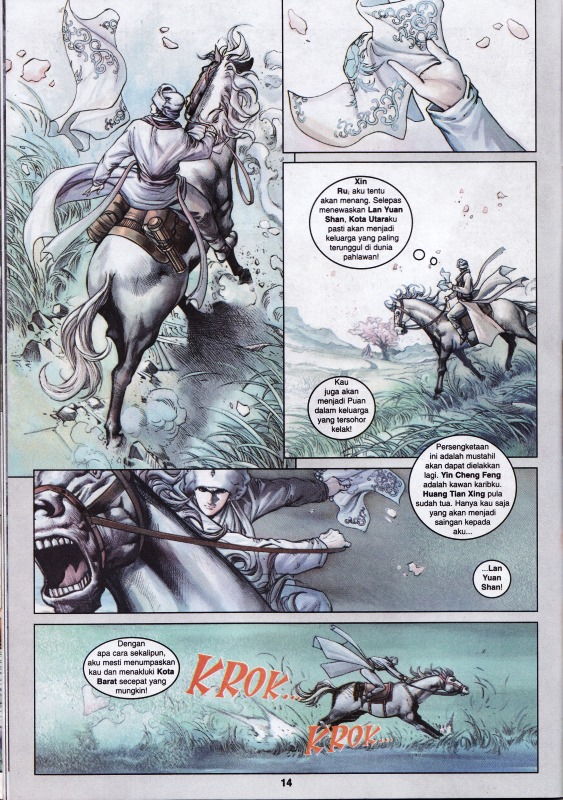 Xin
Ru, aku tentu
akan menang. Selepas
menewaskan Lan Yuan
Shan, Kota Utaraku
pasti akan menjadi
keluarga yang paling
terunggul di dunia
pahlawan!
Kau
juga akan
menjadi Puan
dalam keluarga
yang tersohor
kelak!
Persengketaan
ini adalah mustahil
akan dapat dielakkan
lagi. Yin Cheng Feng
adalah kawan karibku.
Huang Tian Xing pula
sudah tua. Hanya kau saja
yang akan menjadi
saingan kepada
aku...
...Lan
Yuan
Shan!
Dengan
apa cara sekalipun,
aku mesti menumpaskan
kau dan menakluki Kota
Barat secepat yang
mungkin!
KROK...
KROK...
14